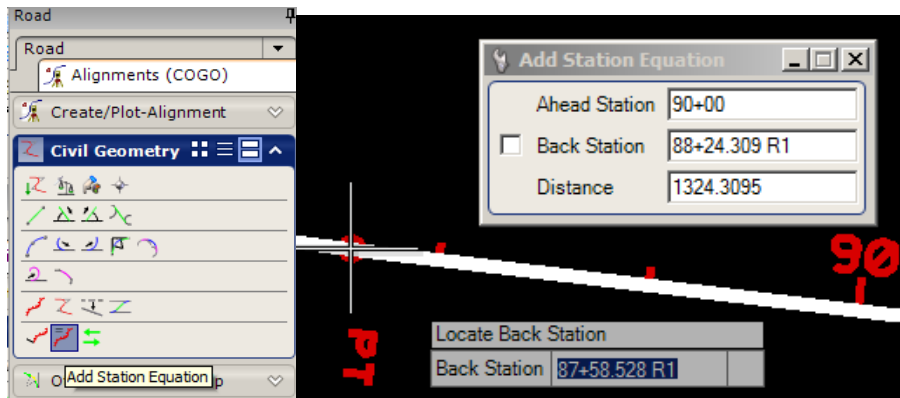 Road
Road
Alignments (COGO)
Create/Plot-Alignment
Civil Geometry
Add Station Equation
p
Add Station Equation
Ahead Station 90+00
Back Station 88+24.309 R1
Distance 1324.3095
90
PT
Locate Back Station
Back Station 87+58.528 R1